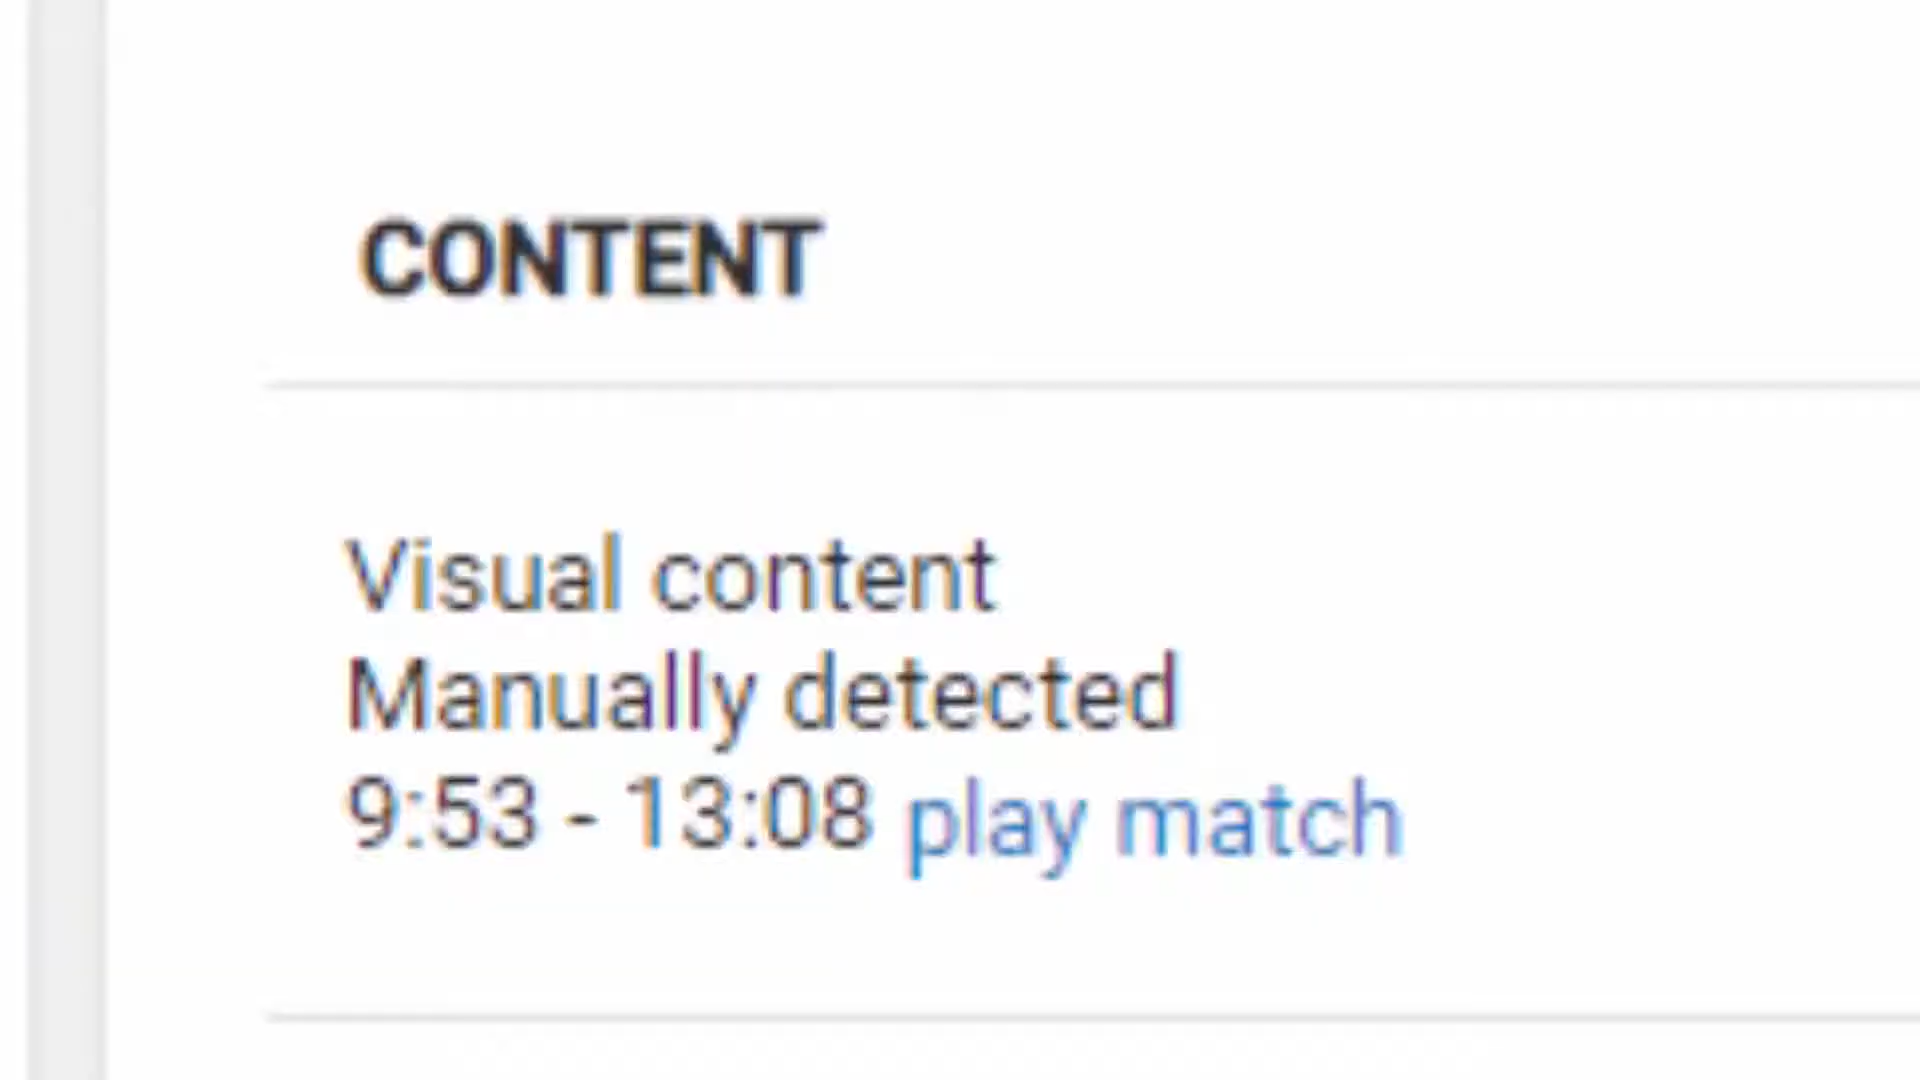 CONTENT
Visual content
Manually detected
9:53 - 13:08 play match